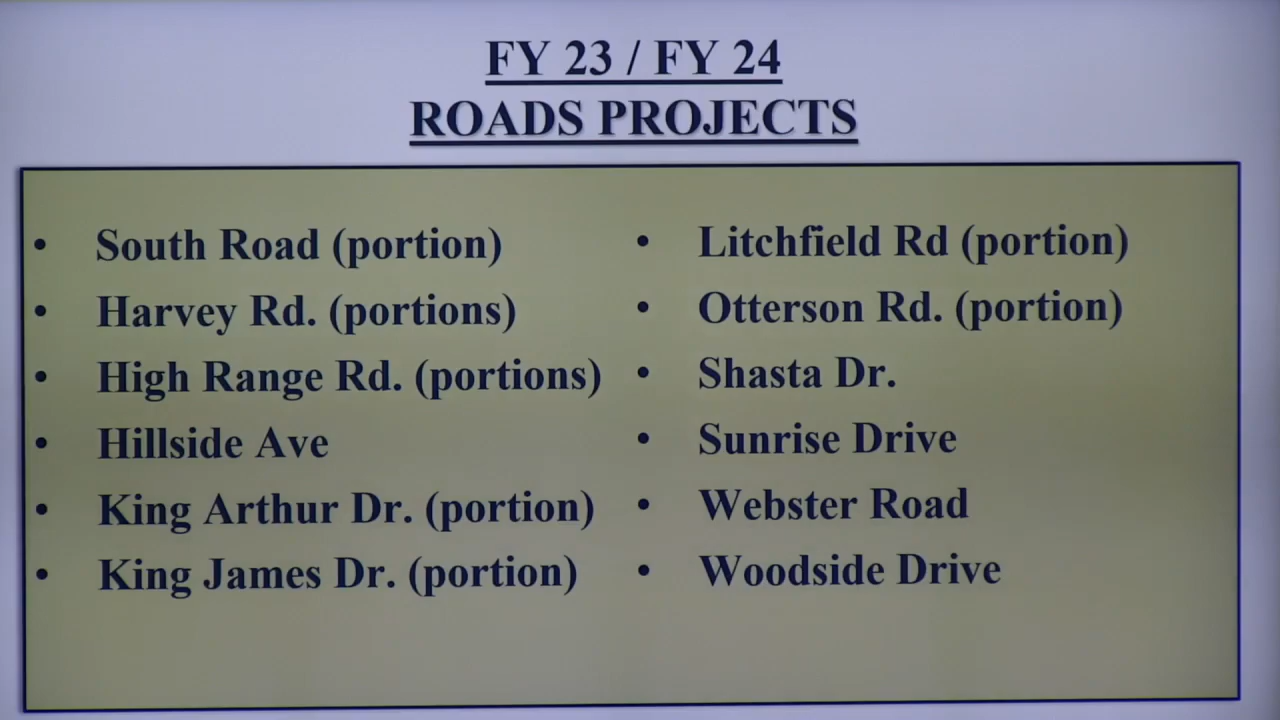 FY 23 / FY 24
ROADS PROJECTS
• South Road (portion)
• Harvey Rd. (portions)
• High Range Rd. (portions)
• Hillside Ave
• King Arthur Dr. (portion)
• King James Dr. (portion)
• Litchfield Rd (portion)
• Otterson Rd. (portion)
• Shasta Dr.
• Sunrise Drive
• Webster Road
• Woodside Drive